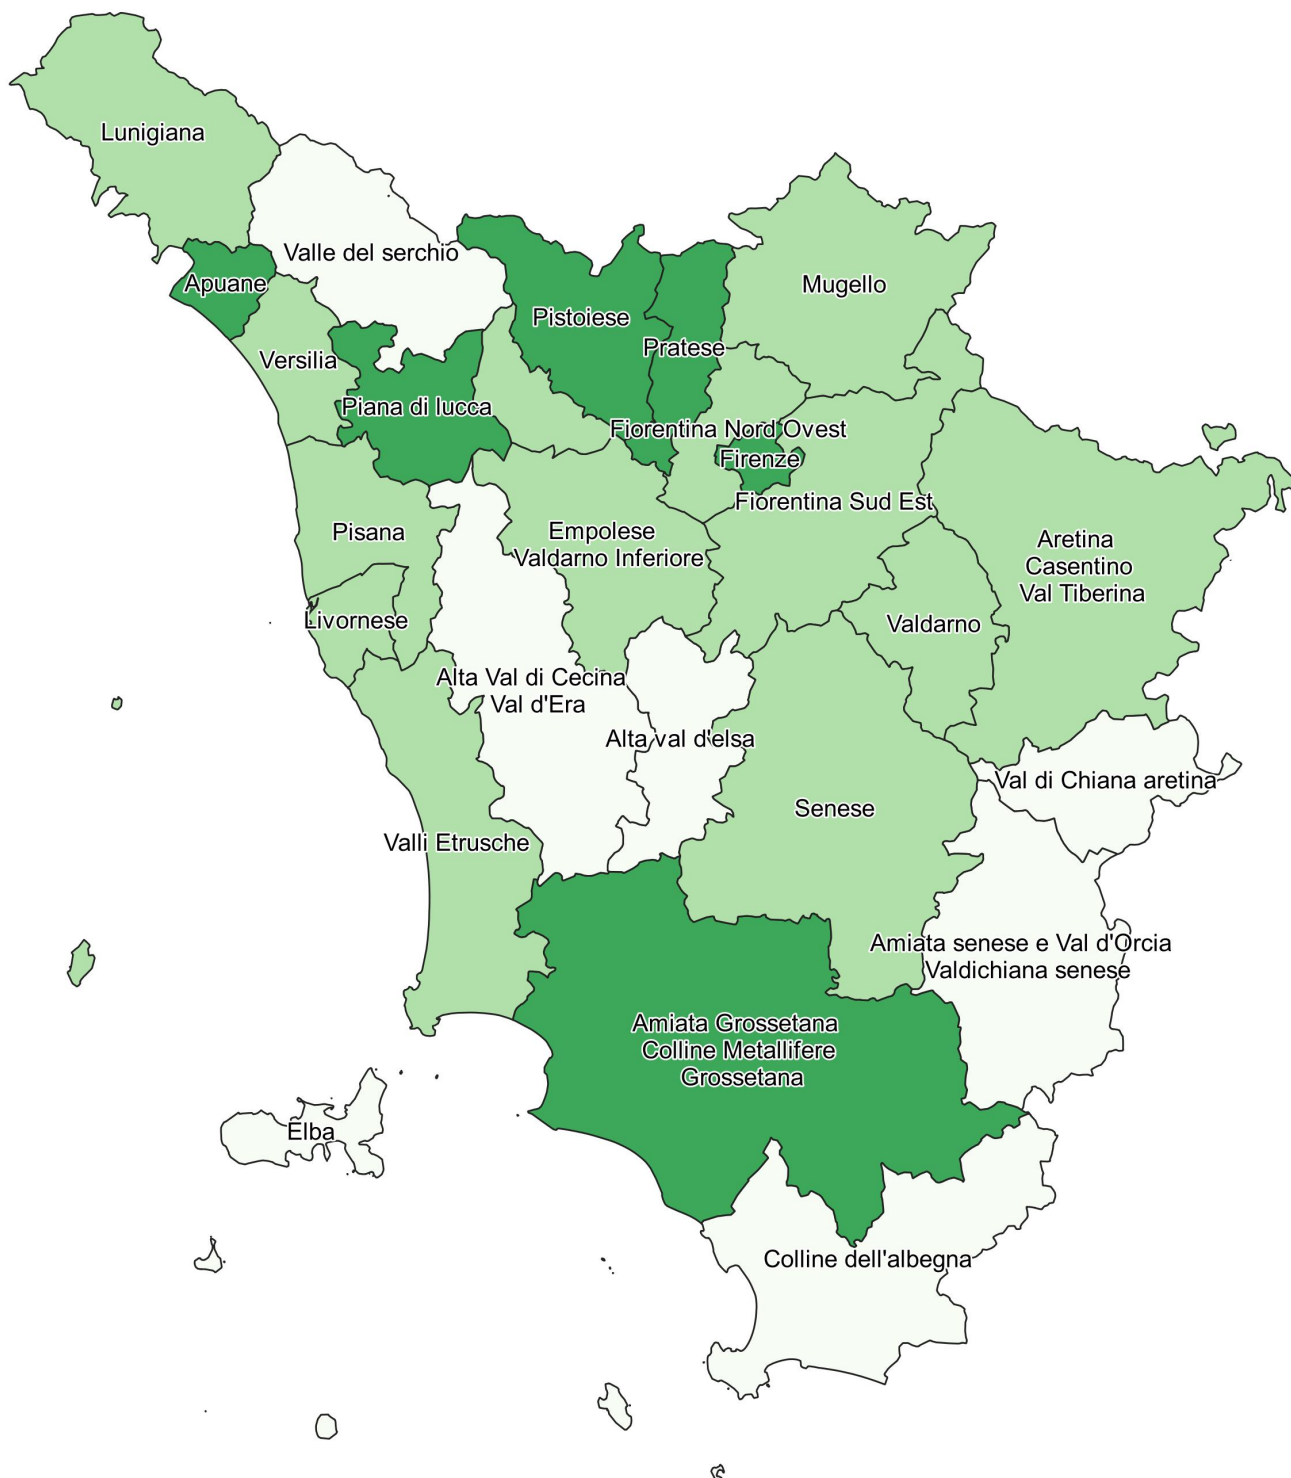 Lunigiana
Valle del serchio
Apuane
Mugello
Pistoiese
Pratese
Versilia
Piana di lucca
Fiorentina Nord Ovest
Firenze
Fiorentina Sud Est
Pisana
Empolese
Valdarno Inferiore
Aretina
Casentino
Val Tiberina
Livornese
Valdarno
Alta Val di Cecina
Val d'Era
Alta val d'elsa
Val di Chiana aretina
Senese
Valli Etrusche
Amiata senese e Val d'Orcia
Valdichiana senese
Amiata Grossetana
Colline Metallifere
Grossetana
Elba
Colline dell'albegna